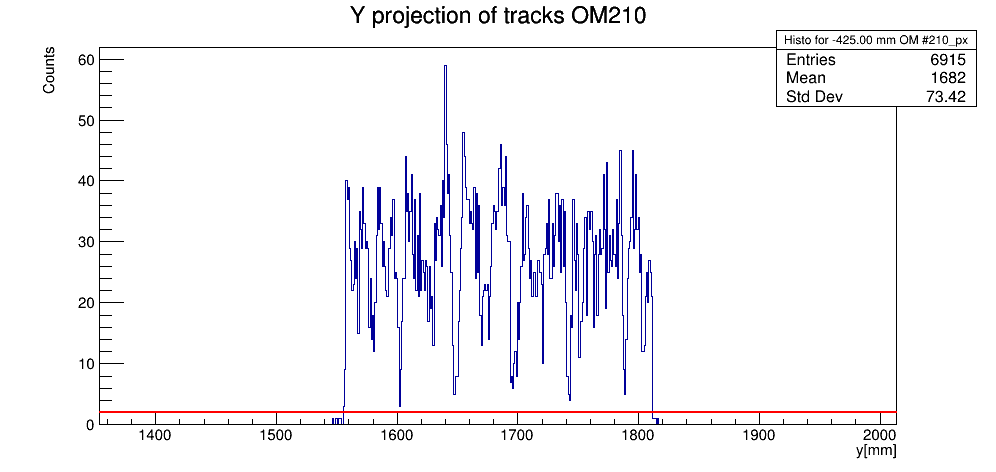 Y projection of tracks OM210
Histo for -425.00 mm OM #210_px
Entries 6915
Mean 1682
Std Dev 73.42
Counts
60
50
40
30
20
10
0
1400 1500 1600 1700 1800 1900 2000
y[mm]